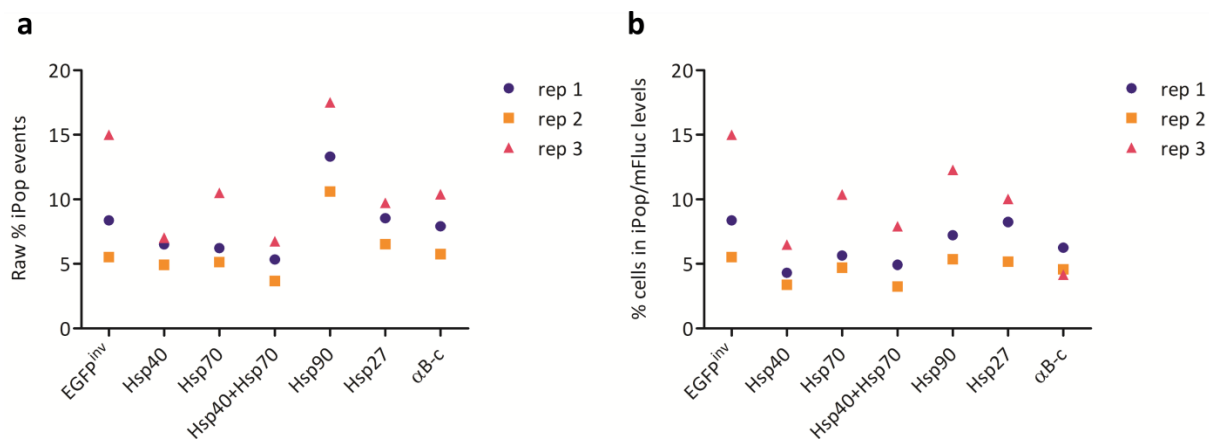 a
Raw % iPop events
20
15
10
5
0
EGFPⁱⁿᵛ
Hsp40
Hsp70
Hsp40+Hsp70
Hsp90
Hsp27
αB-c
rep 1
rep 2
rep 3
b
% cells in iPop/mFluc levels
20
15
10
5
0
EGFPⁱⁿᵛ
Hsp40
Hsp70
Hsp40+Hsp70
Hsp90
Hsp27
αB-c
rep 1
rep 2
rep 3